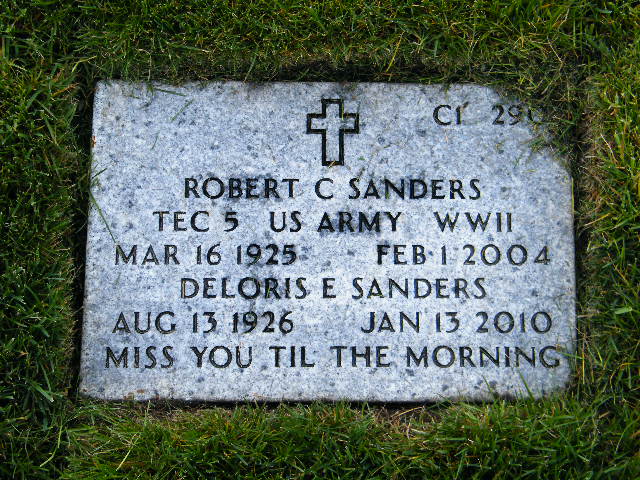 C1 290
ROBERT C SANDERS
TEC 5 US ARMY WWII
MAR 16 1925 FEB 1 2004
DELORIS E SANDERS
AUG 13 1926 JAN 13 2010
MISS YOU TIL THE MORNING